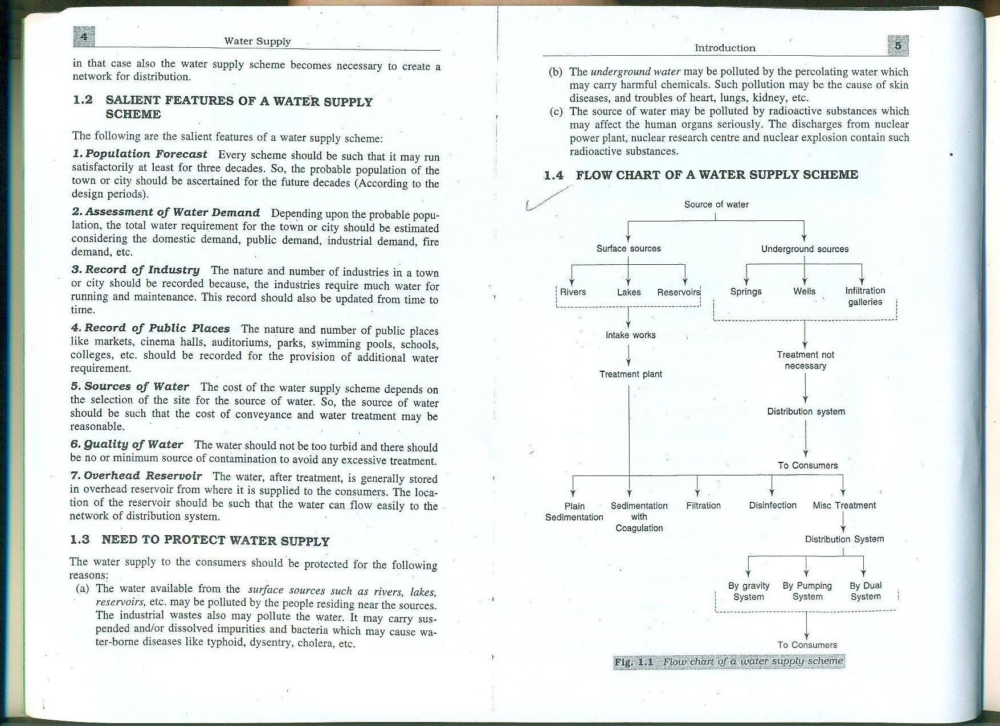 4
Water Supply
in that case also the water supply scheme becomes necessary to create a
network for distribution.
1.2 SALIENT FEATURES OF A WATER SUPPLY
SCHEME
The following are the salient features of a water supply scheme:
1. Population Forecast Every scheme should be such that it may run
satisfactorily at least for three decades. So, the probable population of the
town or city should be ascertained for the future decades (According to the
design periods).
2. Assessment of Water Demand Depending upon the probable popu-
lation, the total water requirement for the town or city should be estimated
considering the domestic demand, public demand, industrial demand, fire
demand, etc.
3. Record of Industry The nature and number of industries in a town
or city should be recorded because, the industries require much water for
running and maintenance. This record should also be updated from time to
time.
4. Record of Public Places The nature and number of public places
like markets, cinema halls, auditoriums, parks, swimming pools, schools,
colleges, etc. should be recorded for the provision of additional water
requirement.
5. Sources of Water The cost of the water supply scheme depends on
the selection of the site for the source of water. So, the source of water
should be such that the cost of conveyance and water treatment may be
reasonable.
6. Quality of Water The water should not be too turbid and there should
be no or minimum source of contamination to avoid any excessive treatment.
7. Overhead Reservoir The water, after treatment, is generally stored
in overhead reservoir from where it is supplied to the consumers. The loca-
tion of the reservoir should be such that the water can flow easily to the
network of distribution system.
1.3 NEED TO PROTECT WATER SUPPLY
The water supply to the consumers should be protected for the following
reasons:
(a) The water available from the surface sources such as rivers, lakes,
reservoirs, etc. may be polluted by the people residing near the sources.
The industrial wastes also may pollute the water. It may carry sus-
pended and/or dissolved impurities and bacteria which may cause wa-
ter-borne diseases like typhoid, dysentry, cholera, etc.
Introduction
5
(b) The underground water may be polluted by the percolating water which
may carry harmful chemicals. Such pollution may be the cause of skin
diseases, and troubles of heart, lungs, kidney, etc.
(c) The source of water may be polluted by radioactive substances which
may affect the human organs seriously. The discharges from nuclear
power plant, nuclear research centre and nuclear explosion contain such
radioactive substances.
1.4 FLOW CHART OF A WATER SUPPLY SCHEME
Source of water
Surface sources
Underground sources
Rivers
Lakes
Reservoirs
Springs
Wells
Infiltration
galleries
Intake works
Treatment plant
Treatment not
necessary
Distribution system
To Consumers
Plain
Sedimentation
Sedimentation
with
Coagulation
Filtration
Disinfection
Misc Treatment
Distribution System
By gravity
System
By Pumping
System
By Dual
System
To Consumers
Fig. 1.1 Flow chart of a water supply scheme